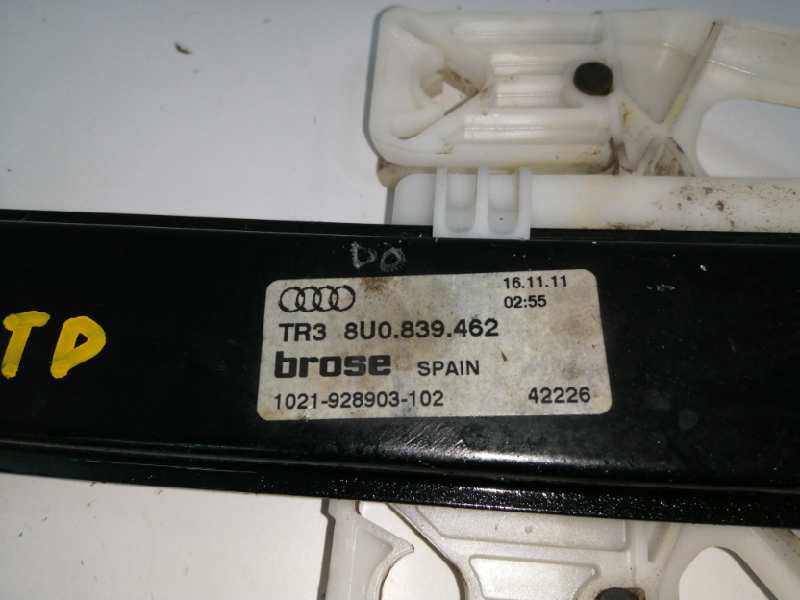 DO
16.11.11
02:55
TR3 8U0.839.462
brose SPAIN
1021-928903-102 42226
TD